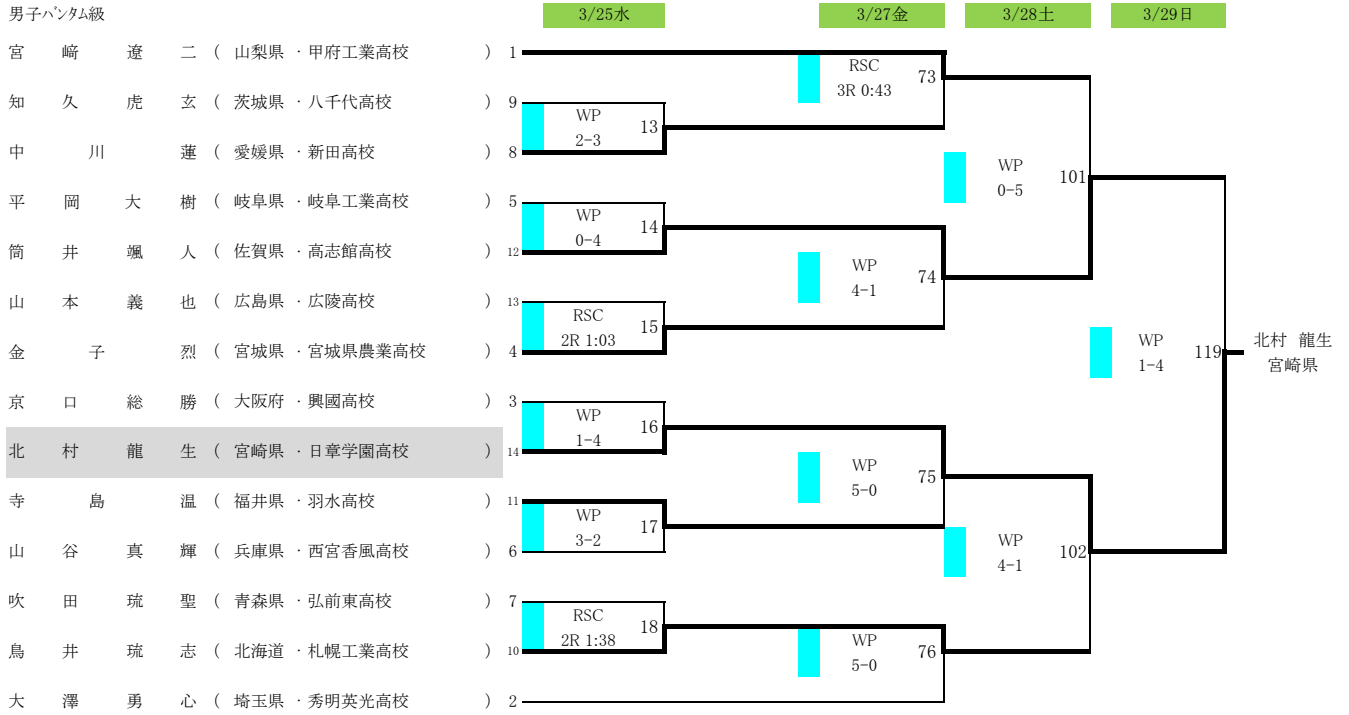 男子バンタム級 3/25水 3/27金 3/28土 3/29日
宮 﨑 遼 二 ( 山梨県 ・ 甲府工業高校 ) 1
RSC 73
3R 0:43
知 久 虎 玄 ( 茨城県 ・ 八千代高校 ) 9
WP 13
2-3
中 川 蓮 ( 愛媛県 ・ 新田高校 ) 8
WP 101
0-5
平 岡 大 樹 ( 岐阜県 ・ 岐阜工業高校 ) 5
WP 14
0-4
筒 井 颯 人 ( 佐賀県 ・ 高志館高校 ) 12
WP 74
4-1
山 本 義 也 ( 広島県 ・ 広陵高校 ) 13
RSC 15
2R 1:03
金 子 烈 ( 宮城県 ・ 宮城県農業高校 ) 4
WP 119 北村 龍生
1-4 宮崎県
京 口 総 勝 ( 大阪府 ・ 興國高校 ) 3
WP 16
1-4
北 村 龍 生 ( 宮崎県 ・ 日章学園高校 ) 14
WP 75
5-0
寺 島 温 ( 福井県 ・ 羽水高校 ) 11
WP 17
3-2
山 谷 真 輝 ( 兵庫県 ・ 西宮香風高校 ) 6
WP 102
4-1
吹 田 琉 聖 ( 青森県 ・ 弘前東高校 ) 7
RSC 18
2R 1:38
鳥 井 琉 志 ( 北海道 ・ 札幌工業高校 ) 10
WP 76
5-0
大 澤 勇 心 ( 埼玉県 ・ 秀明英光高校 ) 2